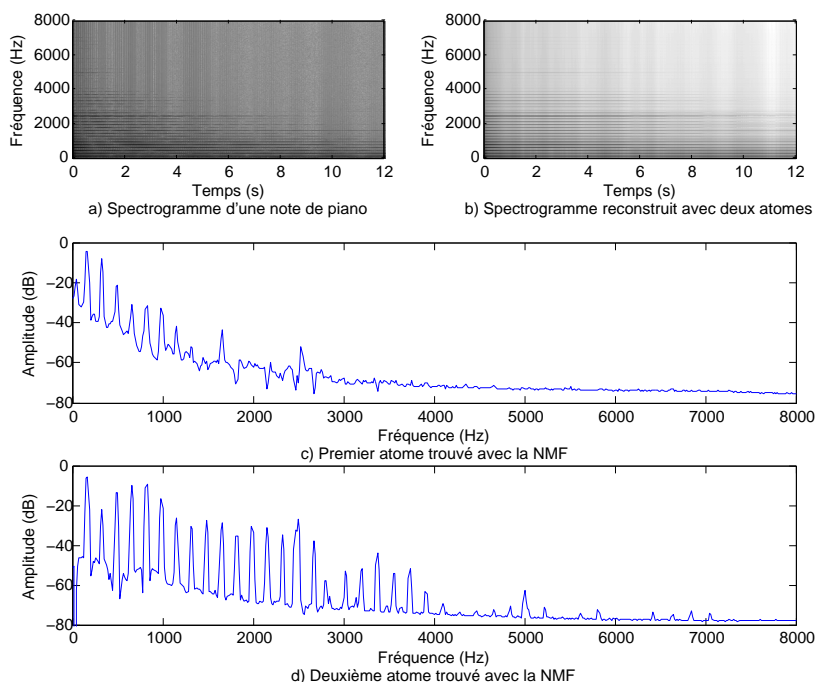 8000
6000
4000
2000
0
Fréquence (Hz)
0 2 4 6 8 10 12
Temps (s)
a) Spectrogramme d'une note de piano
8000
6000
4000
2000
0
Fréquence (Hz)
0 2 4 6 8 10 12
Temps (s)
b) Spectrogramme reconstruit avec deux atomes
0
−20
−40
−60
−80
Amplitude (dB)
0 1000 2000 3000 4000 5000 6000 7000 8000
Fréquence (Hz)
c) Premier atome trouvé avec la NMF
0
−20
−40
−60
−80
Amplitude (dB)
0 1000 2000 3000 4000 5000 6000 7000 8000
Fréquence (Hz)
d) Deuxième atome trouvé avec la NMF